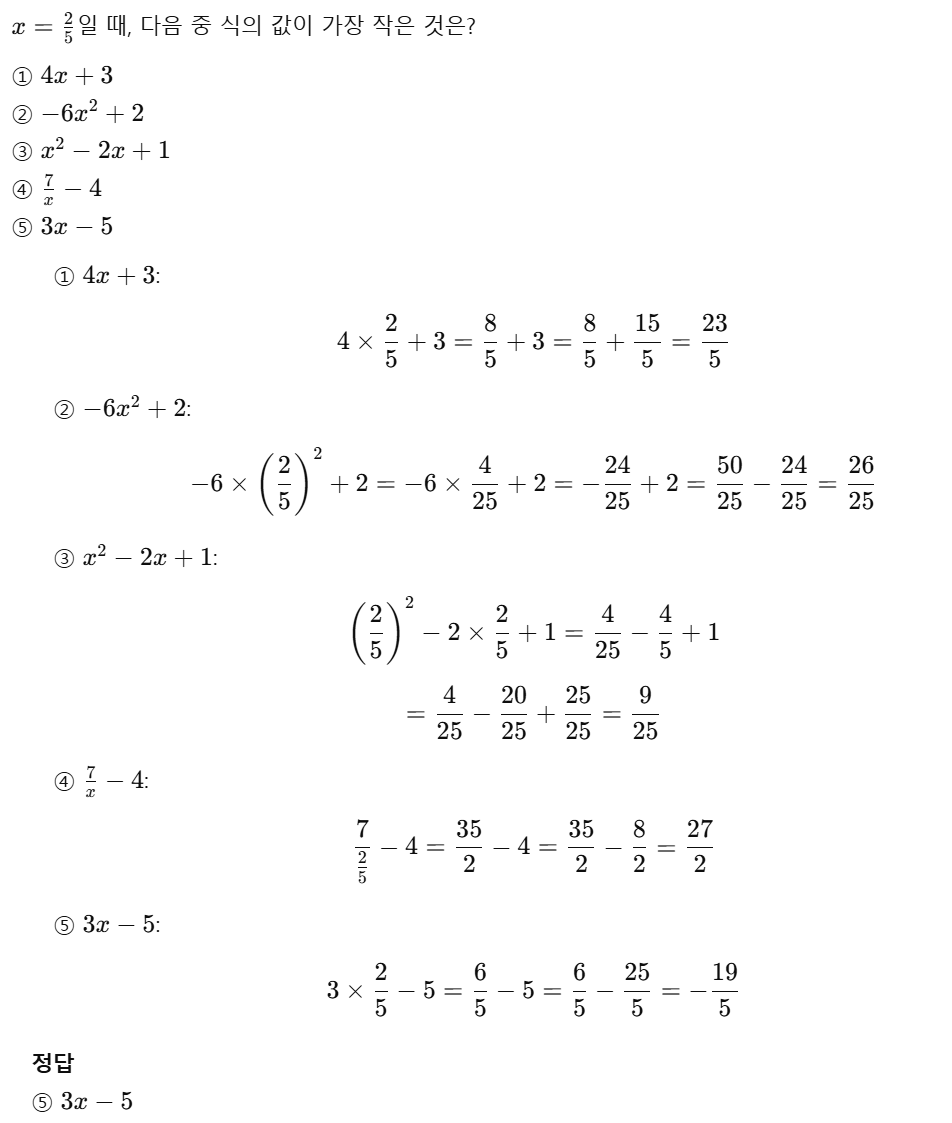 x = 2/5일 때, 다음 중 식의 값이 가장 작은 것은?
① 4x + 3
② −6x² + 2
③ x² − 2x + 1
④ 7/x − 4
⑤ 3x − 5
① 4x + 3:
4 × 2/5 + 3 = 8/5 + 3 = 8/5 + 15/5 = 23/5
② −6x² + 2:
−6 × (2/5)² + 2 = −6 × 4/25 + 2 = −24/25 + 2 = 50/25 − 24/25 = 26/25
③ x² − 2x + 1:
(2/5)² − 2 × 2/5 + 1 = 4/25 − 4/5 + 1
= 4/25 − 20/25 + 25/25 = 9/25
④ 7/x − 4:
7/(2/5) − 4 = 35/2 − 4 = 35/2 − 8/2 = 27/2
⑤ 3x − 5:
3 × 2/5 − 5 = 6/5 − 5 = 6/5 − 25/5 = −19/5
정답
⑤ 3x − 5